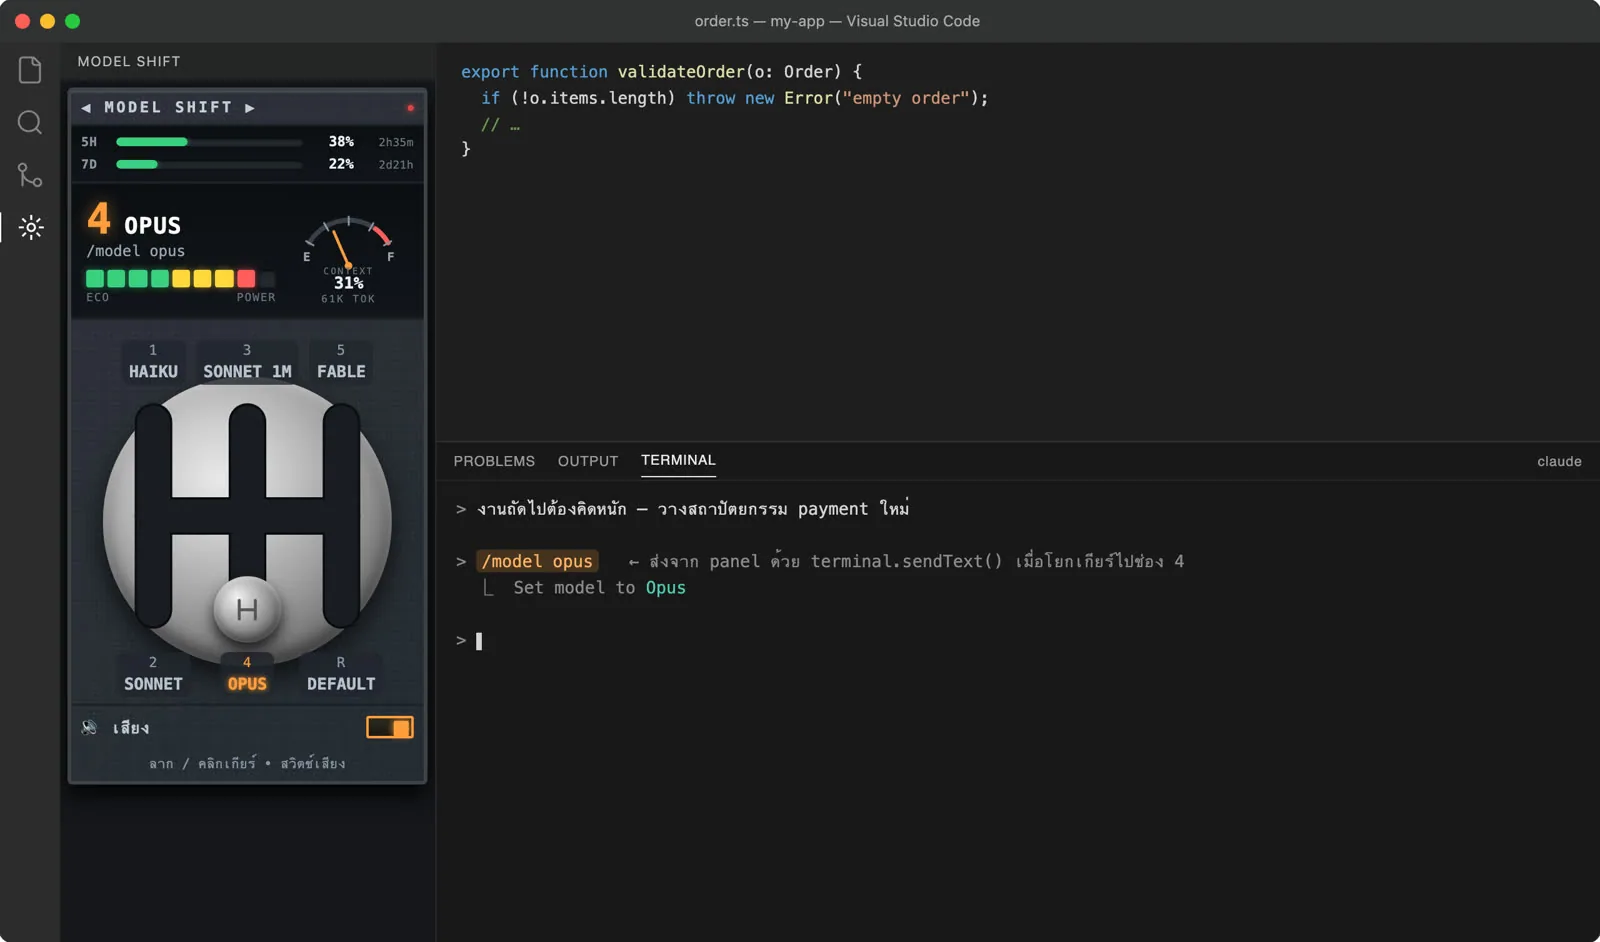 order.ts — my-app — Visual Studio Code
MODEL SHIFT
◄ MODEL SHIFT ►
5H 38% 2h35m
7D 22% 2d21h
4 OPUS
/model opus
ECO POWER
E F
CONTEXT
31%
61K TOK
1 3 5
HAIKU SONNET 1M FABLE
H
2 4 R
SONNET OPUS DEFAULT
เสียง
ลาก / คลิกเกียร์ • สวิตช์เสียง
export function validateOrder(o: Order) {
if (!o.items.length) throw new Error("empty order");
// …
}
PROBLEMS OUTPUT TERMINAL claude
> งานถัดไปต้องคิดหนัก — วางสถาปัตยกรรม payment ใหม่
> /model opus ← ส่งจาก panel ด้วย terminal.sendText() เมื่อโยกเกียร์ไปช่อง 4
⎿ Set model to Opus
>